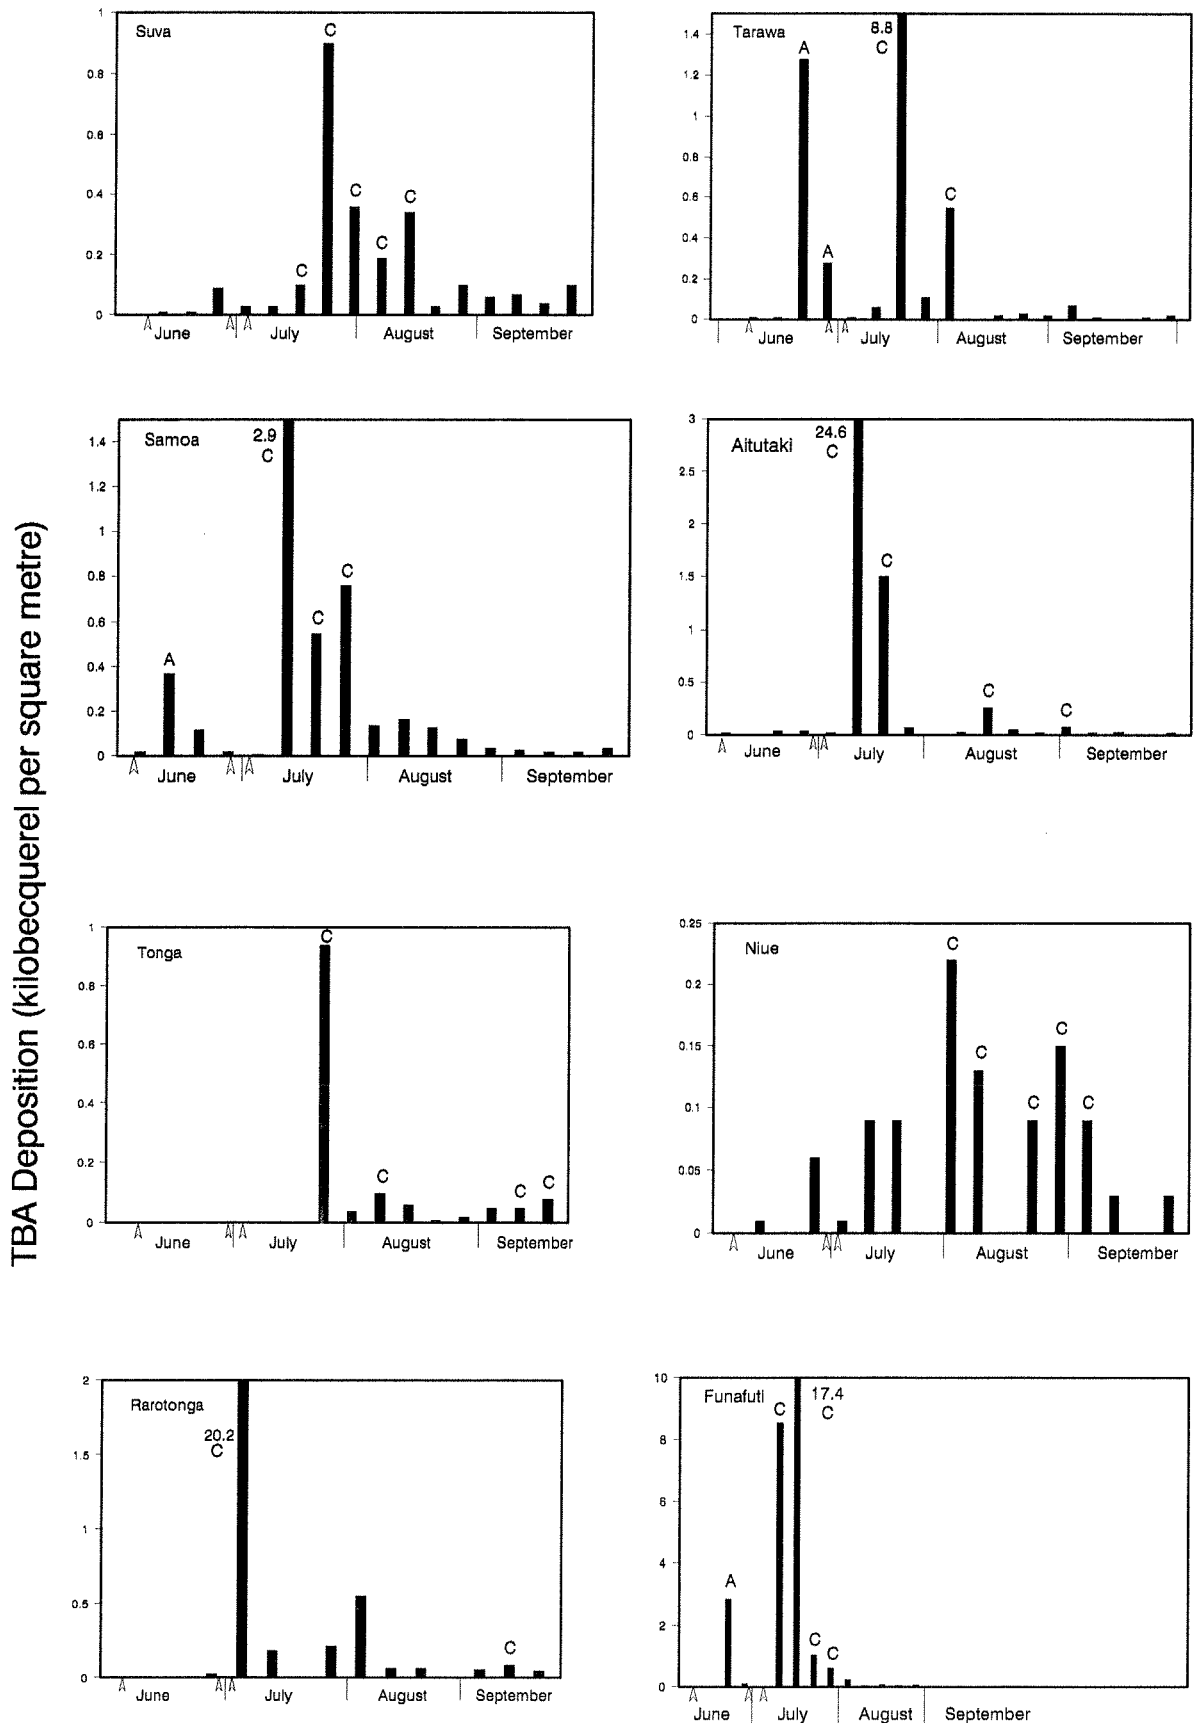 TBA Deposition (kilobecquerel per square metre)
Suva
1
0.8
0.6
0.4
0.2
0
C
C
C
C
C
June
July
August
September
Tarawa
1.4
1.2
1
0.8
0.6
0.4
0.2
0
A
A
8.8
C
C
June
July
August
September
Samoa
1.4
1.2
1
0.8
0.6
0.4
0.2
0
A
2.9
C
C
C
June
July
August
September
Aitutaki
3
2.5
2
1.5
1
0.5
0
24.6
C
C
C
C
June
July
August
September
Tonga
1
0.8
0.6
0.4
0.2
0
C
C
C
C
June
July
August
September
Niue
0.25
0.2
0.15
0.1
0.05
0
C
C
C
C
C
June
July
August
September
Rarotonga
2
1.5
1
0.5
0
20.2
C
C
June
July
August
September
Funafuti
10
8
6
4
2
0
A
C
17.4
C
C
C
June
July
August
September